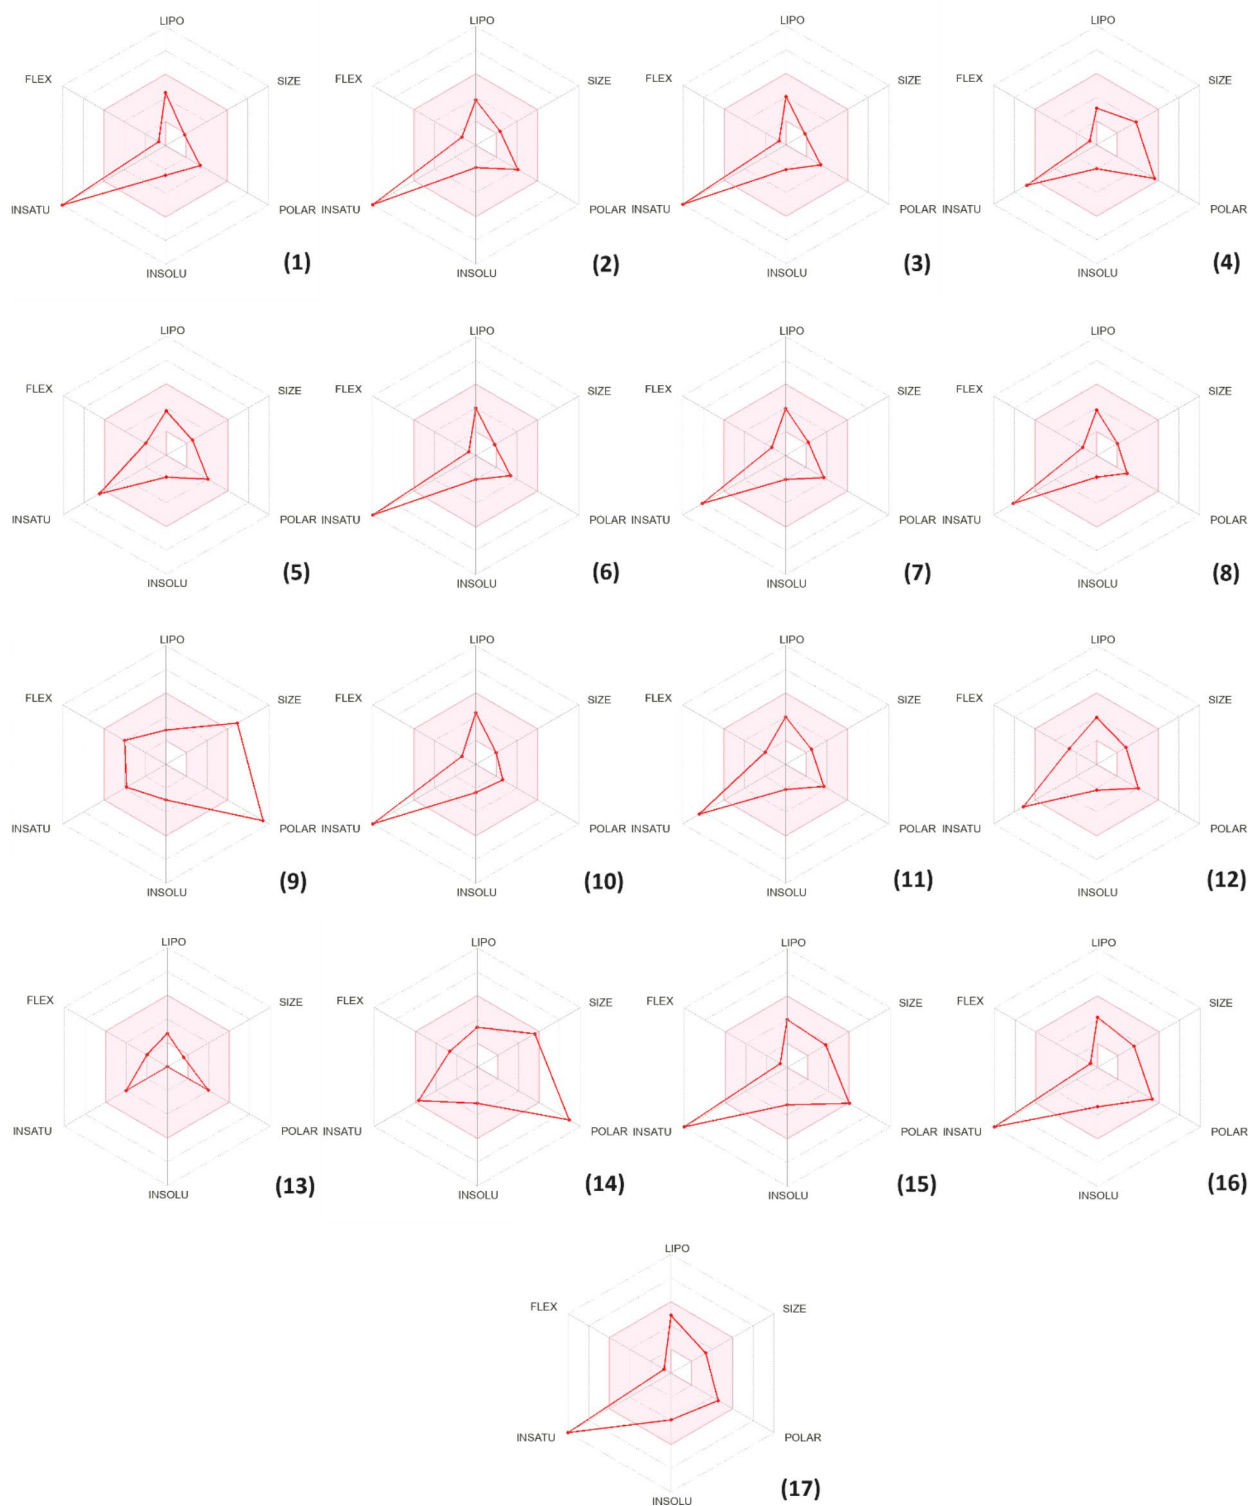 LIPO LIPO LIPO LIPO
FLEX SIZE FLEX SIZE FLEX SIZE FLEX SIZE
INSATU POLAR INSATU POLAR INSATU POLAR INSATU POLAR
INSOLU (1) INSOLU (2) INSOLU (3) INSOLU (4)
LIPO LIPO LIPO LIPO
FLEX SIZE FLEX SIZE FLEX SIZE FLEX SIZE
INSATU POLAR INSATU POLAR INSATU POLAR INSATU POLAR
INSOLU (5) INSOLU (6) INSOLU (7) INSOLU (8)
LIPO LIPO LIPO LIPO
FLEX SIZE FLEX SIZE FLEX SIZE FLEX SIZE
INSATU POLAR INSATU POLAR INSATU POLAR INSATU POLAR
INSOLU (9) INSOLU (10) INSOLU (11) INSOLU (12)
LIPO LIPO LIPO LIPO
FLEX SIZE FLEX SIZE FLEX SIZE FLEX SIZE
INSATU POLAR INSATU POLAR INSATU POLAR INSATU POLAR
INSOLU (13) INSOLU (14) INSOLU (15) INSOLU (16)
LIPO
FLEX SIZE
INSATU POLAR
INSOLU (17)